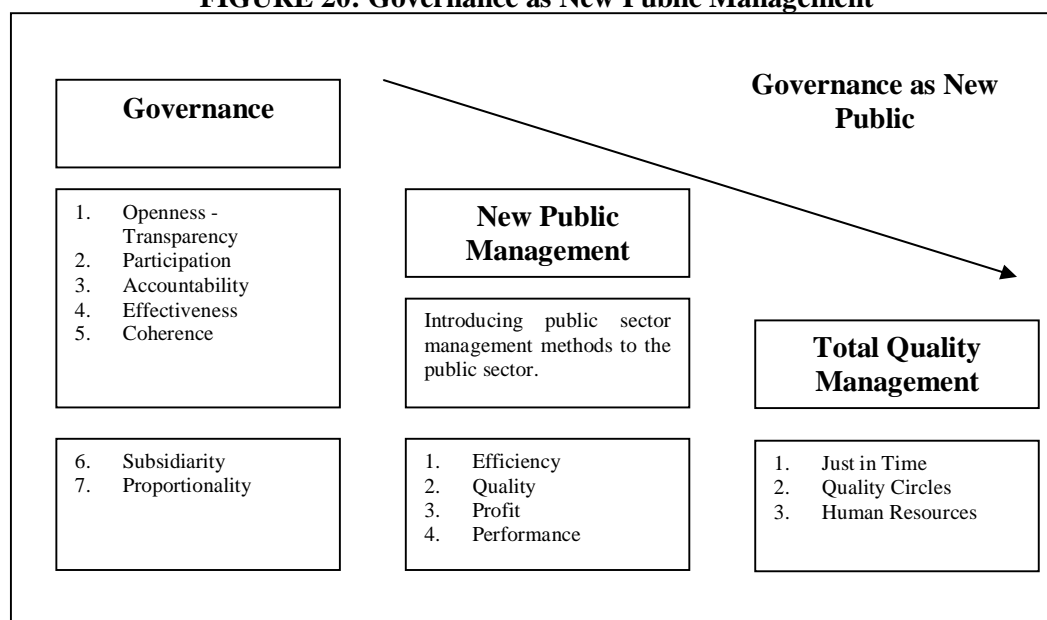 FIGURE 20: Governance as New Public Management
Governance as New
Public
Governance
1. Openness -
Transparency
2. Participation
3. Accountability
4. Effectiveness
5. Coherence
6. Subsidiarity
7. Proportionality
New Public
Management
Introducing public sector
management methods to the
public sector.
1. Efficiency
2. Quality
3. Profit
4. Performance
Total Quality
Management
1. Just in Time
2. Quality Circles
3. Human Resources